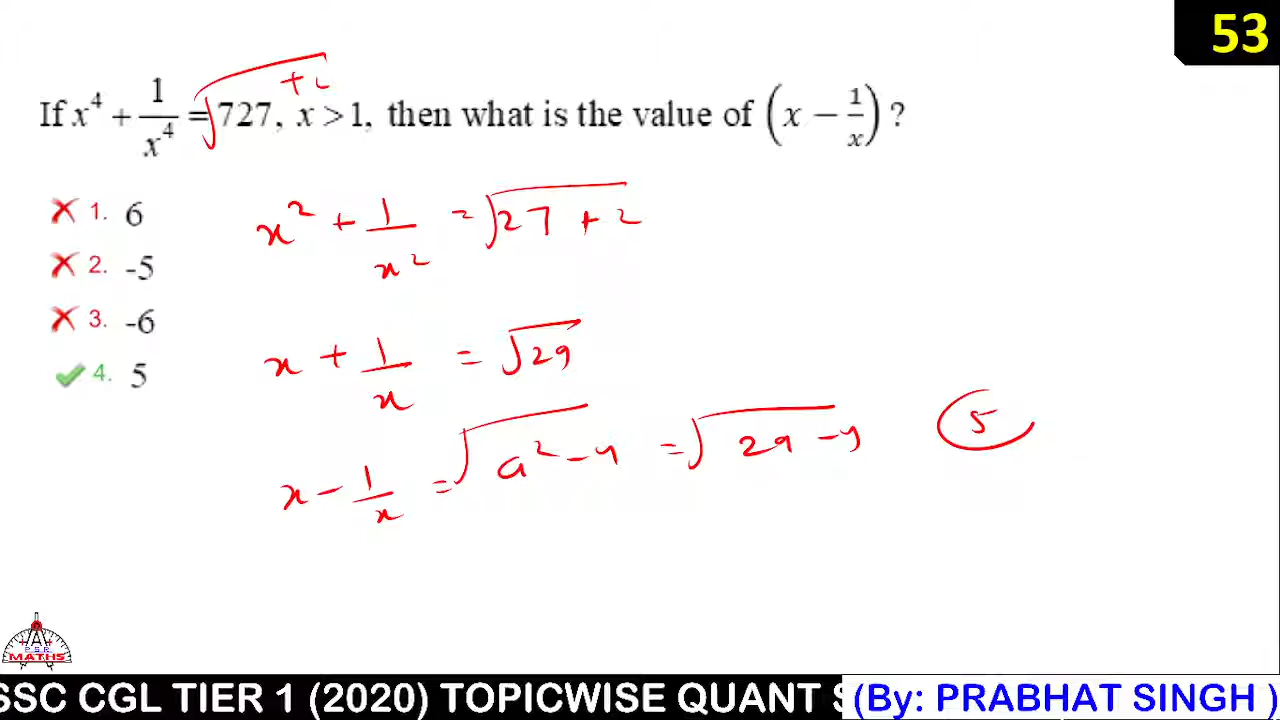 53
If x⁴ + 1/x⁴ = √727, x > 1, then what is the value of (x − 1/x) ?
+2
1. 6
2. -5
3. -6
4. 5
x² + 1/x² = √27 + 2
x + 1/x = √29
x − 1/x = √a² − 4 = √29 − 4
5
A
P S R
MATHS
SSC CGL TIER 1 (2020) TOPICWISE QUANT S
(By: PRABHAT SINGH )